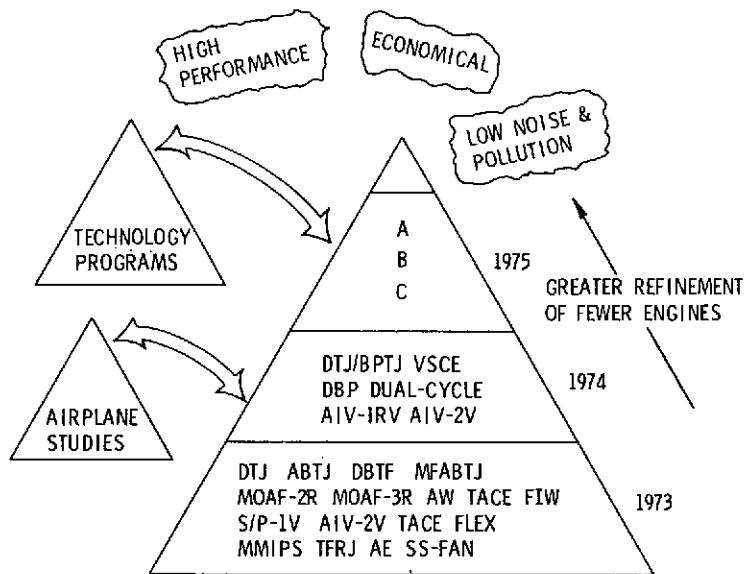 HIGH
PERFORMANCE
ECONOMICAL
LOW NOISE &
POLLUTION
TECHNOLOGY
PROGRAMS
A
B
C
1975
GREATER REFINEMENT
OF FEWER ENGINES
AIRPLANE
STUDIES
DTJ/BPTJ VSCE
DBP DUAL-CYCLE
AIV-1RV AIV-2V
1974
DTJ ABTJ DBTF MFABTJ
MOAF-2R MOAF-3R AW TACE FIW
S/P-1V AIV-2V TACE FLEX
MMIPS TFRJ AE SS-FAN
1973